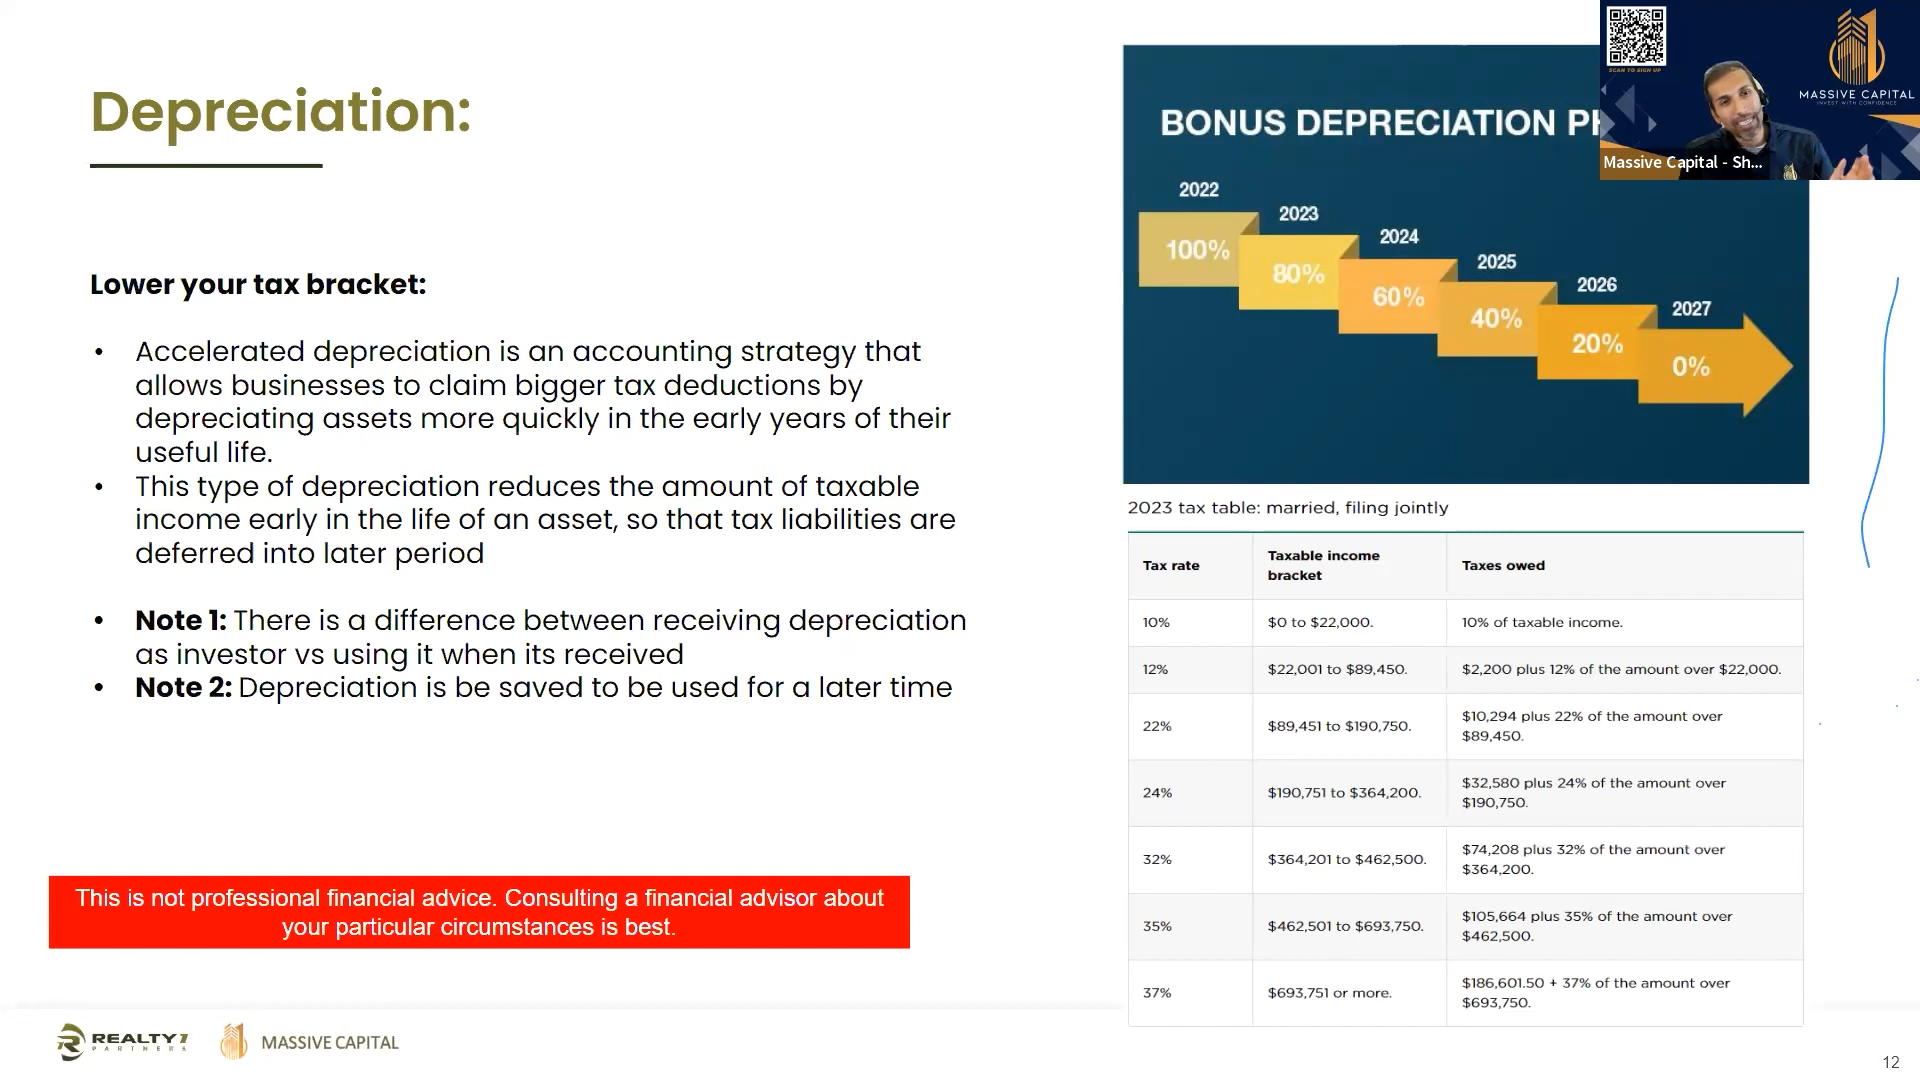 Depreciation:
Lower your tax bracket:
• Accelerated depreciation is an accounting strategy that
allows businesses to claim bigger tax deductions by
depreciating assets more quickly in the early years of their
useful life.
• This type of depreciation reduces the amount of taxable
income early in the life of an asset, so that tax liabilities are
deferred into later period
• Note 1: There is a difference between receiving depreciation
as investor vs using it when its received
• Note 2: Depreciation is be saved to be used for a later time
This is not professional financial advice. Consulting a financial advisor about
your particular circumstances is best.
REALTY1
PARTNERS
MASSIVE CAPITAL
BONUS DEPRECIATION
2022
100%
2023
80%
2024
60%
2025
40%
2026
20%
2027
0%
SCAN TO SIGN UP
MASSIVE CAPITAL
INVEST WITH CONFIDENCE
Massive Capital - Sh...
2023 tax table: married, filing jointly
Tax rate Taxable income Taxes owed
bracket
10% $0 to $22,000. 10% of taxable income.
12% $22,001 to $89,450. $2,200 plus 12% of the amount over $22,000.
22% $89,451 to $190,750. $10,294 plus 22% of the amount over
$89,450.
24% $190,751 to $364,200. $32,580 plus 24% of the amount over
$190,750.
32% $364,201 to $462,500. $74,208 plus 32% of the amount over
$364,200.
35% $462,501 to $693,750. $105,664 plus 35% of the amount over
$462,500.
37% $693,751 or more. $186,601.50 + 37% of the amount over
$693,750.
12